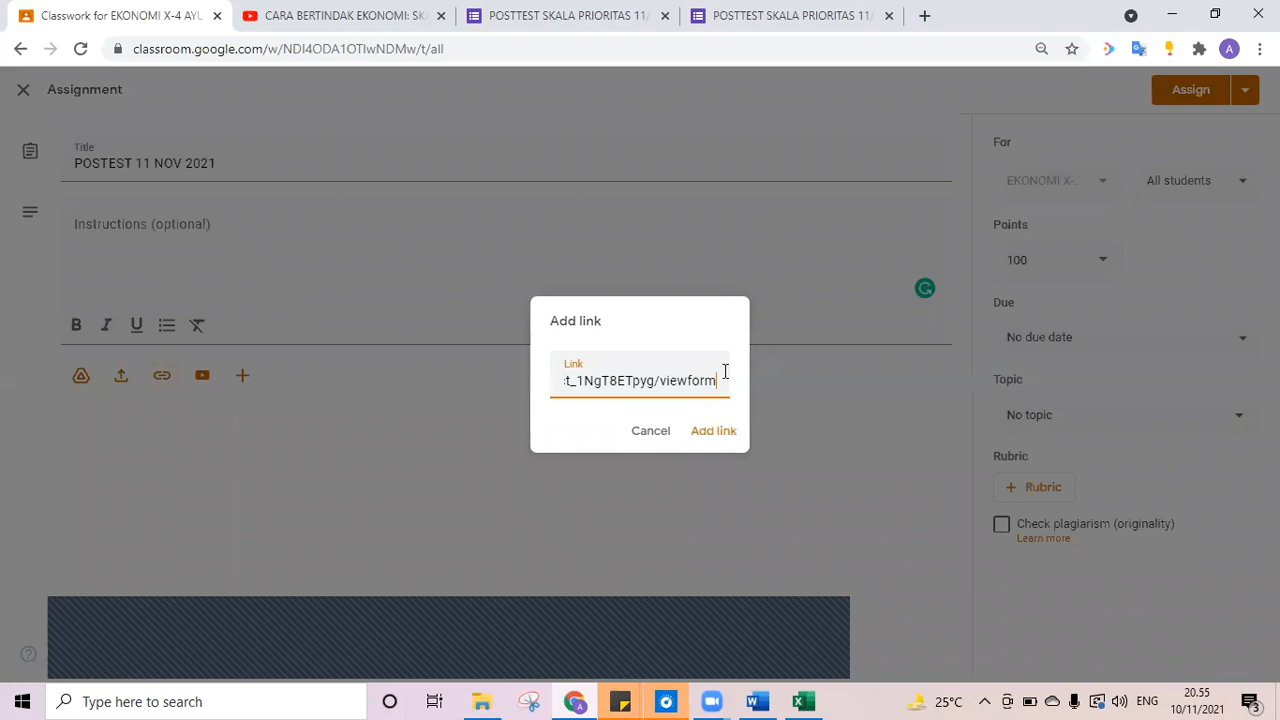 Classwork for EKONOMI X-4 AYU
CARA BERTINDAK EKONOMI: SK
POSTTEST SKALA PRIORITAS 11/
POSTTEST SKALA PRIORITAS 11/
classroom.google.com/w/NDI4ODA1OTIwNDMw/t/all
A
Assignment
Assign
Title
POSTEST 11 NOV 2021
Instructions (optional)
B I U
For
EKONOMI X-...
All students
Points
100
Due
No due date
Topic
No topic
Rubric
+ Rubric
Check plagiarism (originality)
Learn more
Add link
Link
t_1NgT8ETpyg/viewform
Cancel
Add link
Type here to search
25°C
ENG
20.55
10/11/2021
3